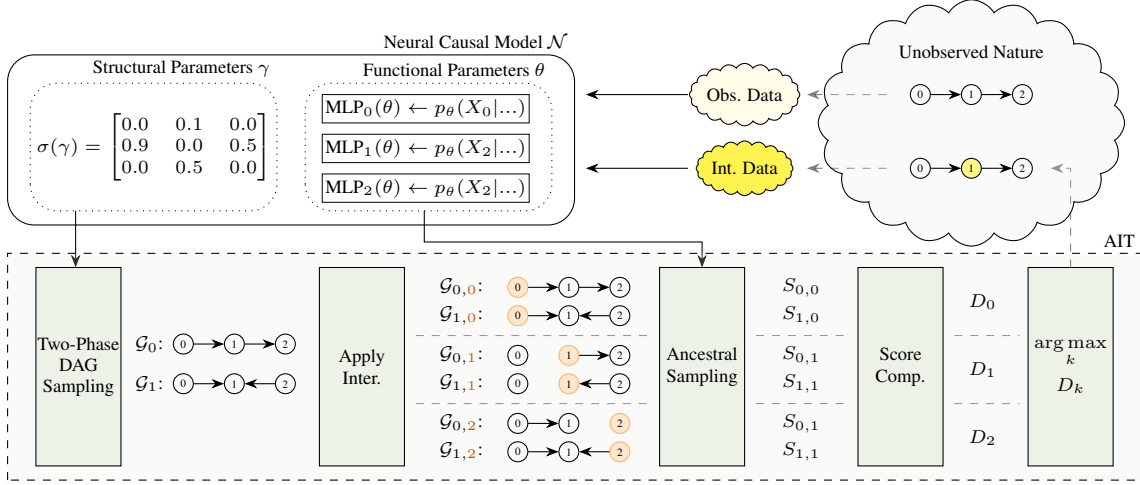 Neural Causal Model 𝒩
Structural Parameters γ
Functional Parameters θ
σ(γ) =
0.0 0.1 0.0
0.9 0.0 0.5
0.0 0.5 0.0
MLP₀(θ) ← p_θ(X₀|...)
MLP₁(θ) ← p_θ(X₂|...)
MLP₂(θ) ← p_θ(X₂|...)
Obs. Data
Int. Data
Unobserved Nature
0 1 2
0 1 2
AIT
Two-Phase
DAG
Sampling
𝒢₀: 0 1 2
𝒢₁: 0 1 2
Apply
Inter.
𝒢₀,₀: 0 1 2
𝒢₁,₀: 0 1 2
𝒢₀,₁: 0 1 2
𝒢₁,₁: 0 1 2
𝒢₀,₂: 0 1 2
𝒢₁,₂: 0 1 2
Ancestral
Sampling
S₀,₀
S₁,₀
S₀,₁
S₁,₁
S₀,₁
S₁,₁
Score
Comp.
D₀
D₁
D₂
arg max
k
D_k